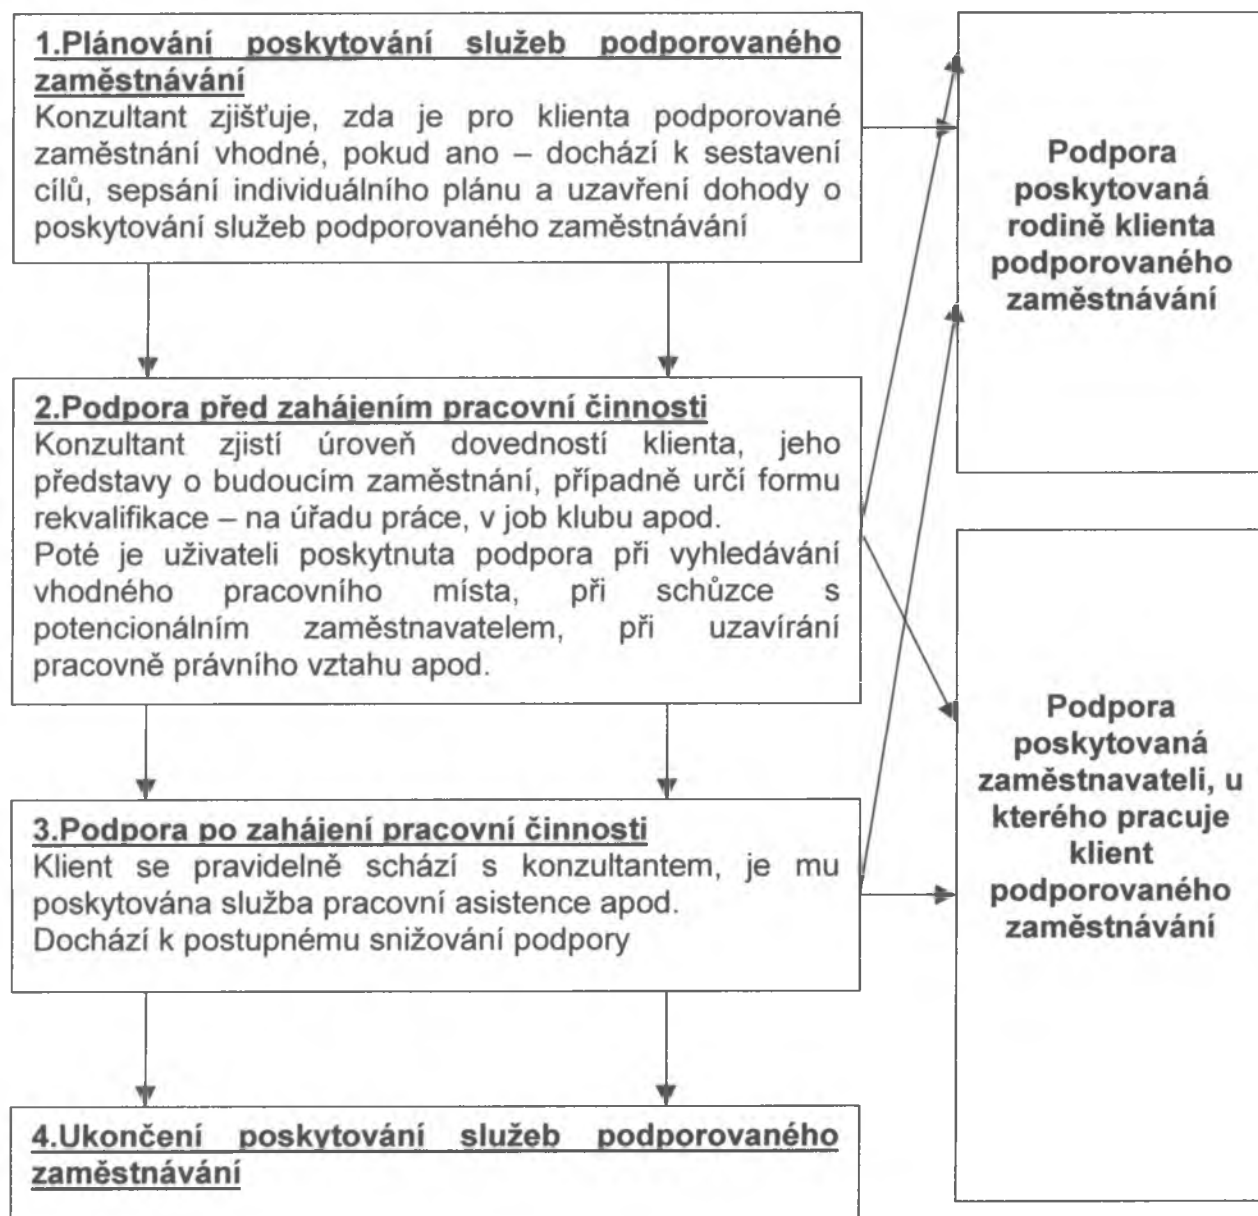 1.Plánování poskytování služeb podporovaného
zaměstnávání
Konzultant zjišťuje, zda je pro klienta podporované
zaměstnání vhodné, pokud ano – dochází k sestavení
cílů, sepsání individuálního plánu a uzavření dohody o
poskytování služeb podporovaného zaměstnávání
2.Podpora před zahájením pracovní činnosti
Konzultant zjistí úroveň dovedností klienta, jeho
představy o budoucím zaměstnání, případně určí formu
rekvalifikace – na úřadu práce, v job klubu apod.
Poté je uživateli poskytnuta podpora při vyhledávání
vhodného pracovního místa, při schůzce s
potencionálním zaměstnavatelem, při uzavírání
pracovně právního vztahu apod.
3.Podpora po zahájení pracovní činnosti
Klient se pravidelně schází s konzultantem, je mu
poskytována služba pracovní asistence apod.
Dochází k postupnému snižování podpory
4.Ukončení poskytování služeb podporovaného
zaměstnávání
Podpora
poskytovaná
rodině klienta
podporovaného
zaměstnávání
Podpora
poskytovaná
zaměstnavateli, u
kterého pracuje
klient
podporovaného
zaměstnávání